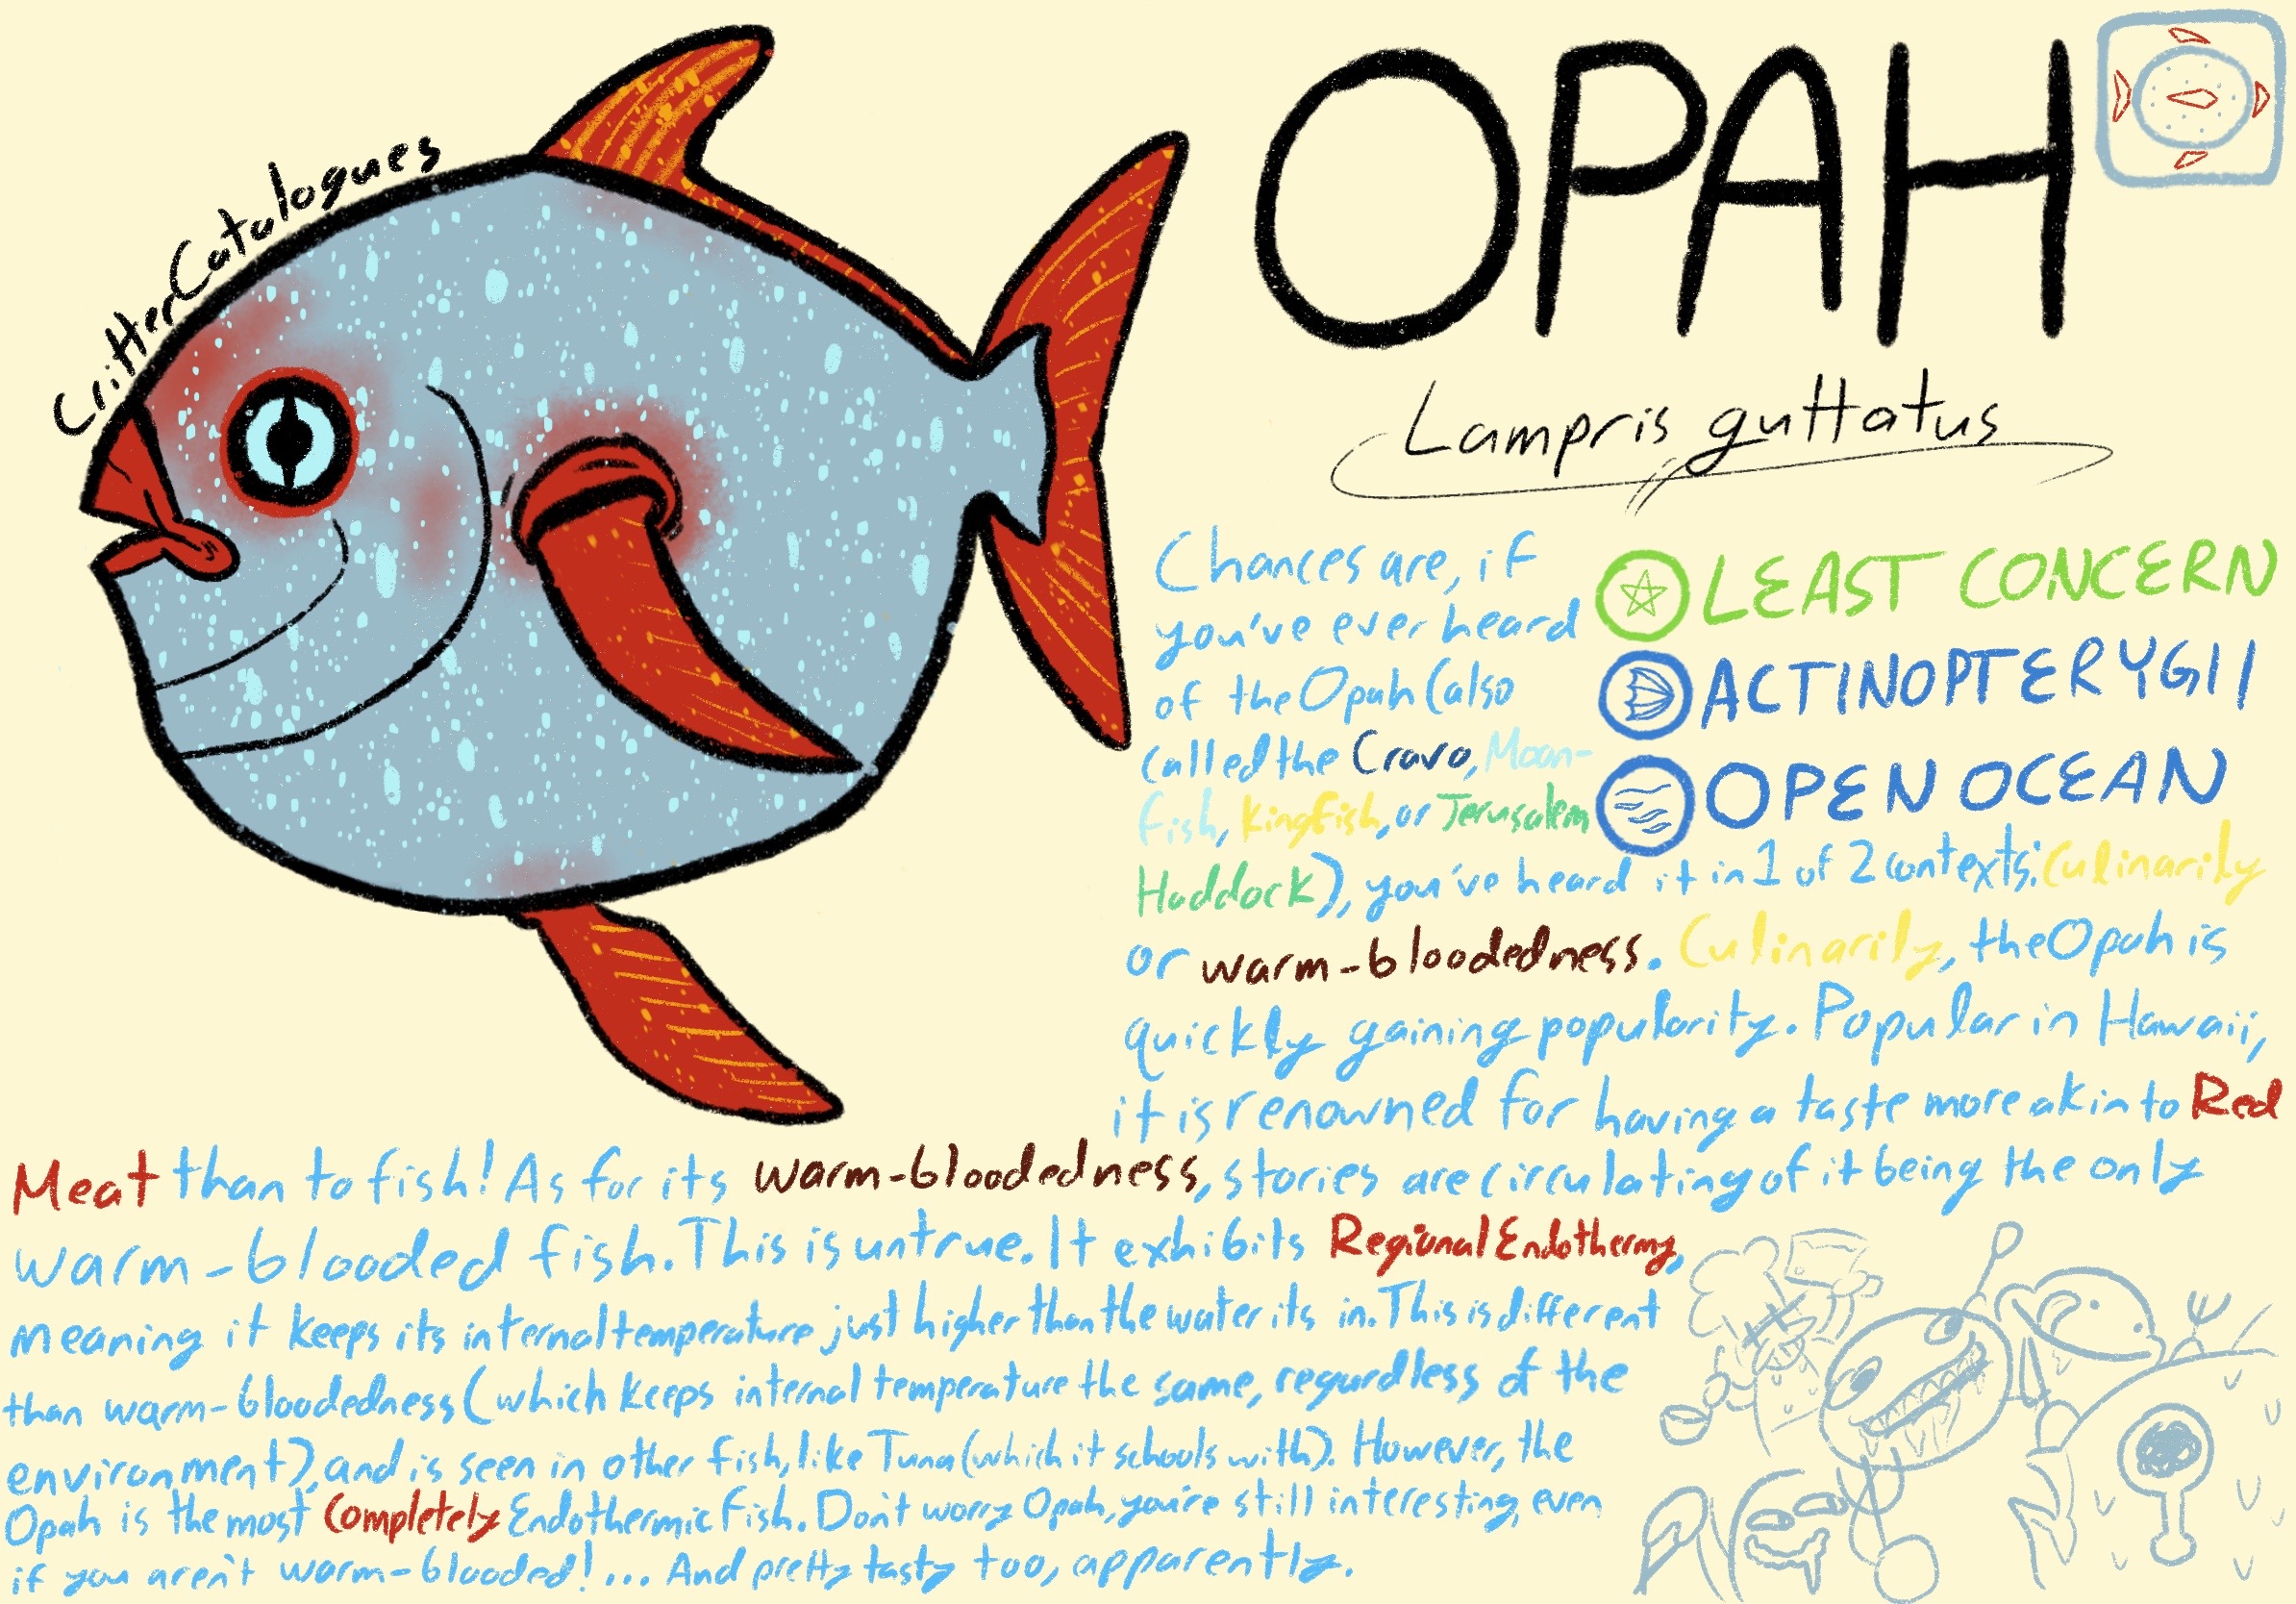 CritterCatalogues
OPAH
Lampris guttatus
LEAST CONCERN
ACTINOPTERYGII
OPEN OCEAN
Chances are, if
you've ever heard
of the Opah (also
called the Cravo, Moon-
fish, Kingfish, or Jerusalem
Haddock), you've heard it in 1 of 2 contexts: Culinarily
or warm-bloodedness. Culinarily, the Opah is
quickly gaining popularity. Popular in Hawaii,
it is renowned for having a taste more akin to Red
Meat than to fish! As for its warm-bloodedness, stories are circulating of it being the only
warm-blooded fish. This is untrue. It exhibits Regional Endothermy,
meaning it keeps its internal temperature just higher than the water its in. This is different
than warm-bloodedness (which keeps internal temperature the same, regardless of the
environment), and is seen in other fish, like Tuna (which it schools with). However, the
Opah is the most Completely Endothermic Fish. Don't worry Opah, you're still interesting, even
if you aren't warm-blooded!... And pretty tasty too, apparently.